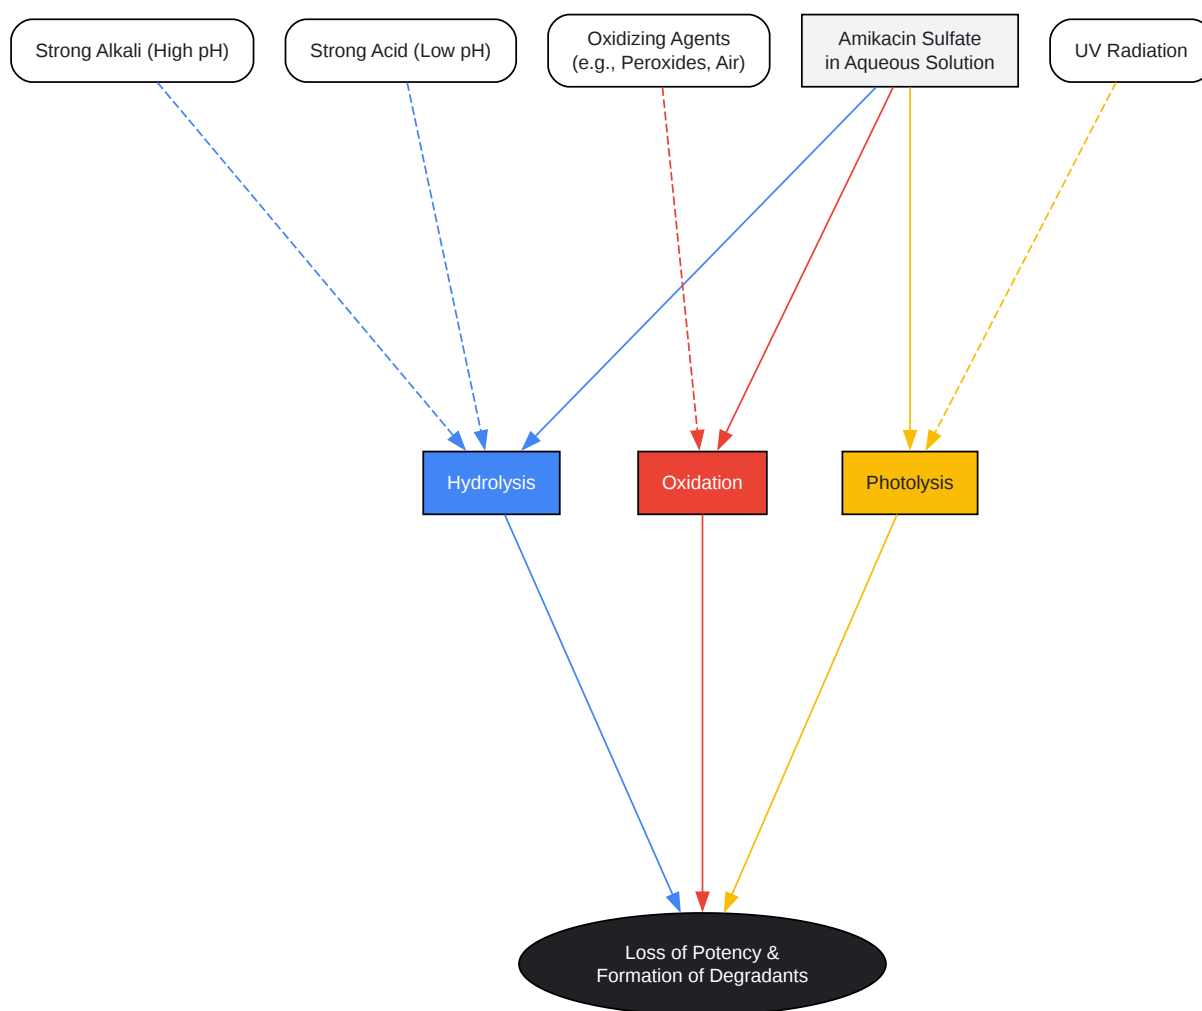 Strong Alkali (High pH)
Strong Acid (Low pH)
Oxidizing Agents
(e.g., Peroxides, Air)
Amikacin Sulfate
in Aqueous Solution
UV Radiation
Hydrolysis
Oxidation
Photolysis
Loss of Potency &
Formation of Degradants